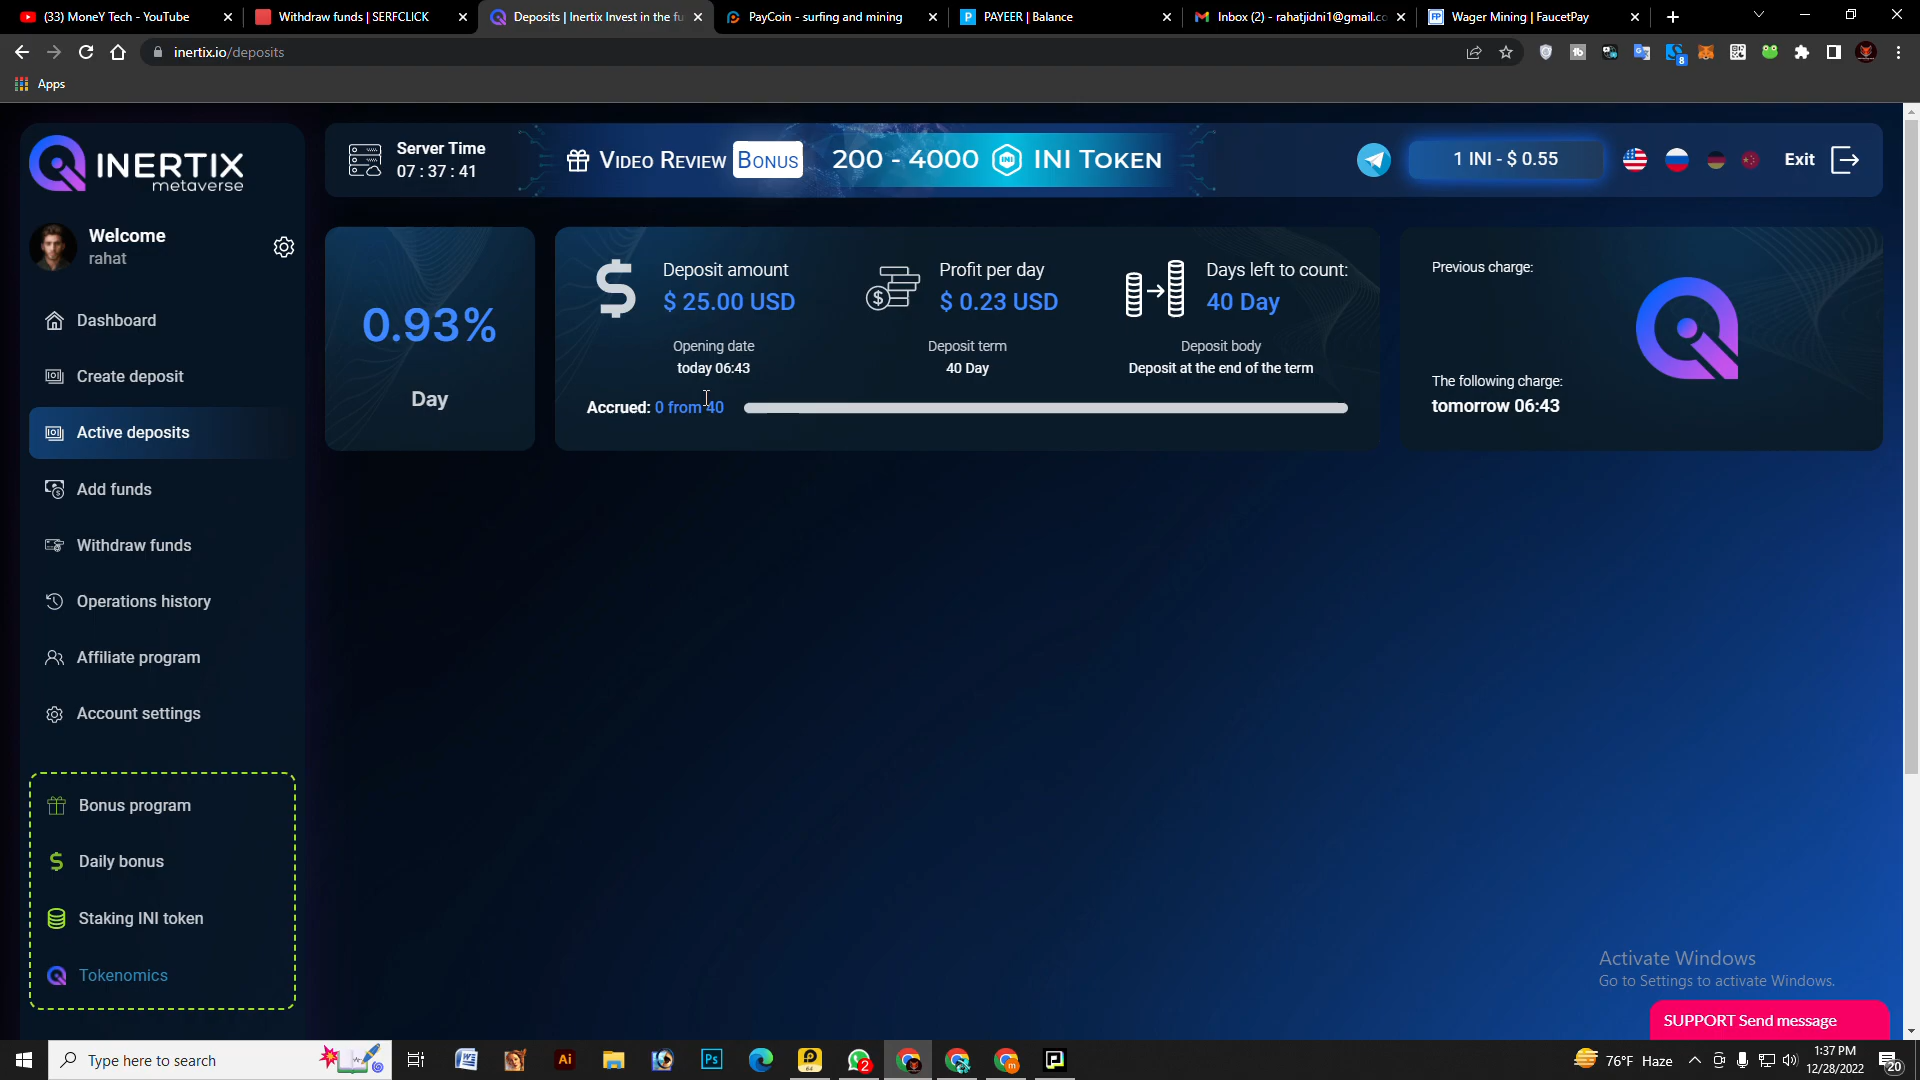 (33) MoneY Tech - YouTube
Withdraw funds | SERFCLICK
Deposits | Inertix Invest in the fu
PayCoin - surfing and mining
PAYEER | Balance
Inbox (2) - rahatjidni1@gmail.co
Wager Mining | FaucetPay
inertix.io/deposits
Apps
INERTIX
metaverse
Welcome
rahat
Dashboard
Create deposit
Active deposits
Add funds
Withdraw funds
Operations history
Affiliate program
Account settings
Bonus program
Daily bonus
Staking INI token
Tokenomics
Server Time
07 : 37 : 41
VIDEO REVIEW BONUS 200 - 4000 INI TOKEN
1 INI - $ 0.55
Exit
0.93%
Day
Deposit amount
$ 25.00 USD
Profit per day
$ 0.23 USD
Days left to count:
40 Day
Opening date
today 06:43
Deposit term
40 Day
Deposit body
Deposit at the end of the term
Accrued: 0 from 40
Previous charge:
The following charge:
tomorrow 06:43
Activate Windows
Go to Settings to activate Windows.
SUPPORT Send message
Type here to search
76°F Haze
1:37 PM
12/28/2022
20